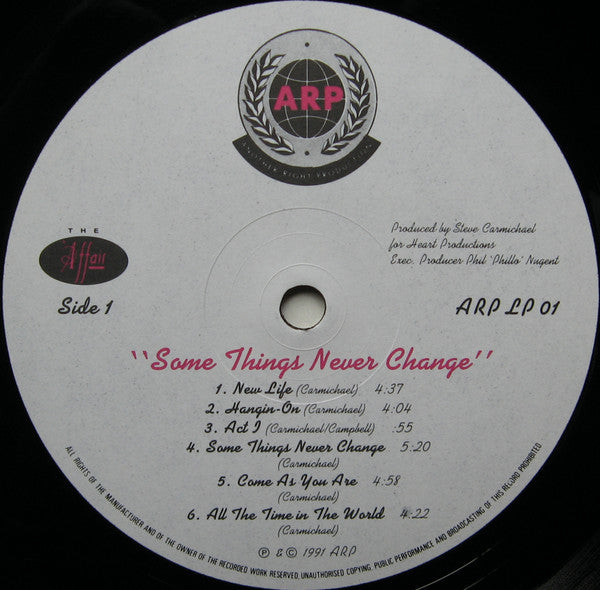 ARP
ANOTHER RIGHT PRODUCTION
THE
Affair
Side 1
Produced by Steve Carmichael
for Heart Productions
Exec. Producer Phil 'Phillo' Nugent
ARP LP 01
"Some Things Never Change"
1. New Life (Carmichael) 4:37
2. Hangin-On (Carmichael) 4:04
3. Act I (Carmichael/Campbell) :55
4. Some Things Never Change 5:20
(Carmichael)
5. Come As You Are 4:58
(Carmichael)
6. All The Time in The World 4:22
(Carmichael)
℗ & © 1991 ARP
ALL RIGHTS OF THE MANUFACTURER AND OF THE OWNER OF THE RECORDED WORK RESERVED. UNAUTHORISED COPYING, PUBLIC PERFORMANCE AND BROADCASTING OF THIS RECORD PROHIBITED